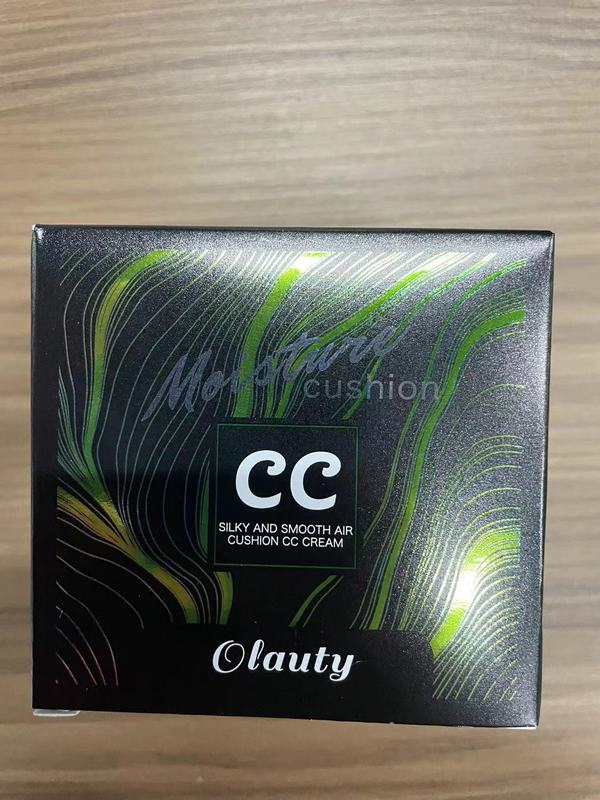 Moisture
cushion
CC
SILKY AND SMOOTH AIR
CUSHION CC CREAM
Olauty